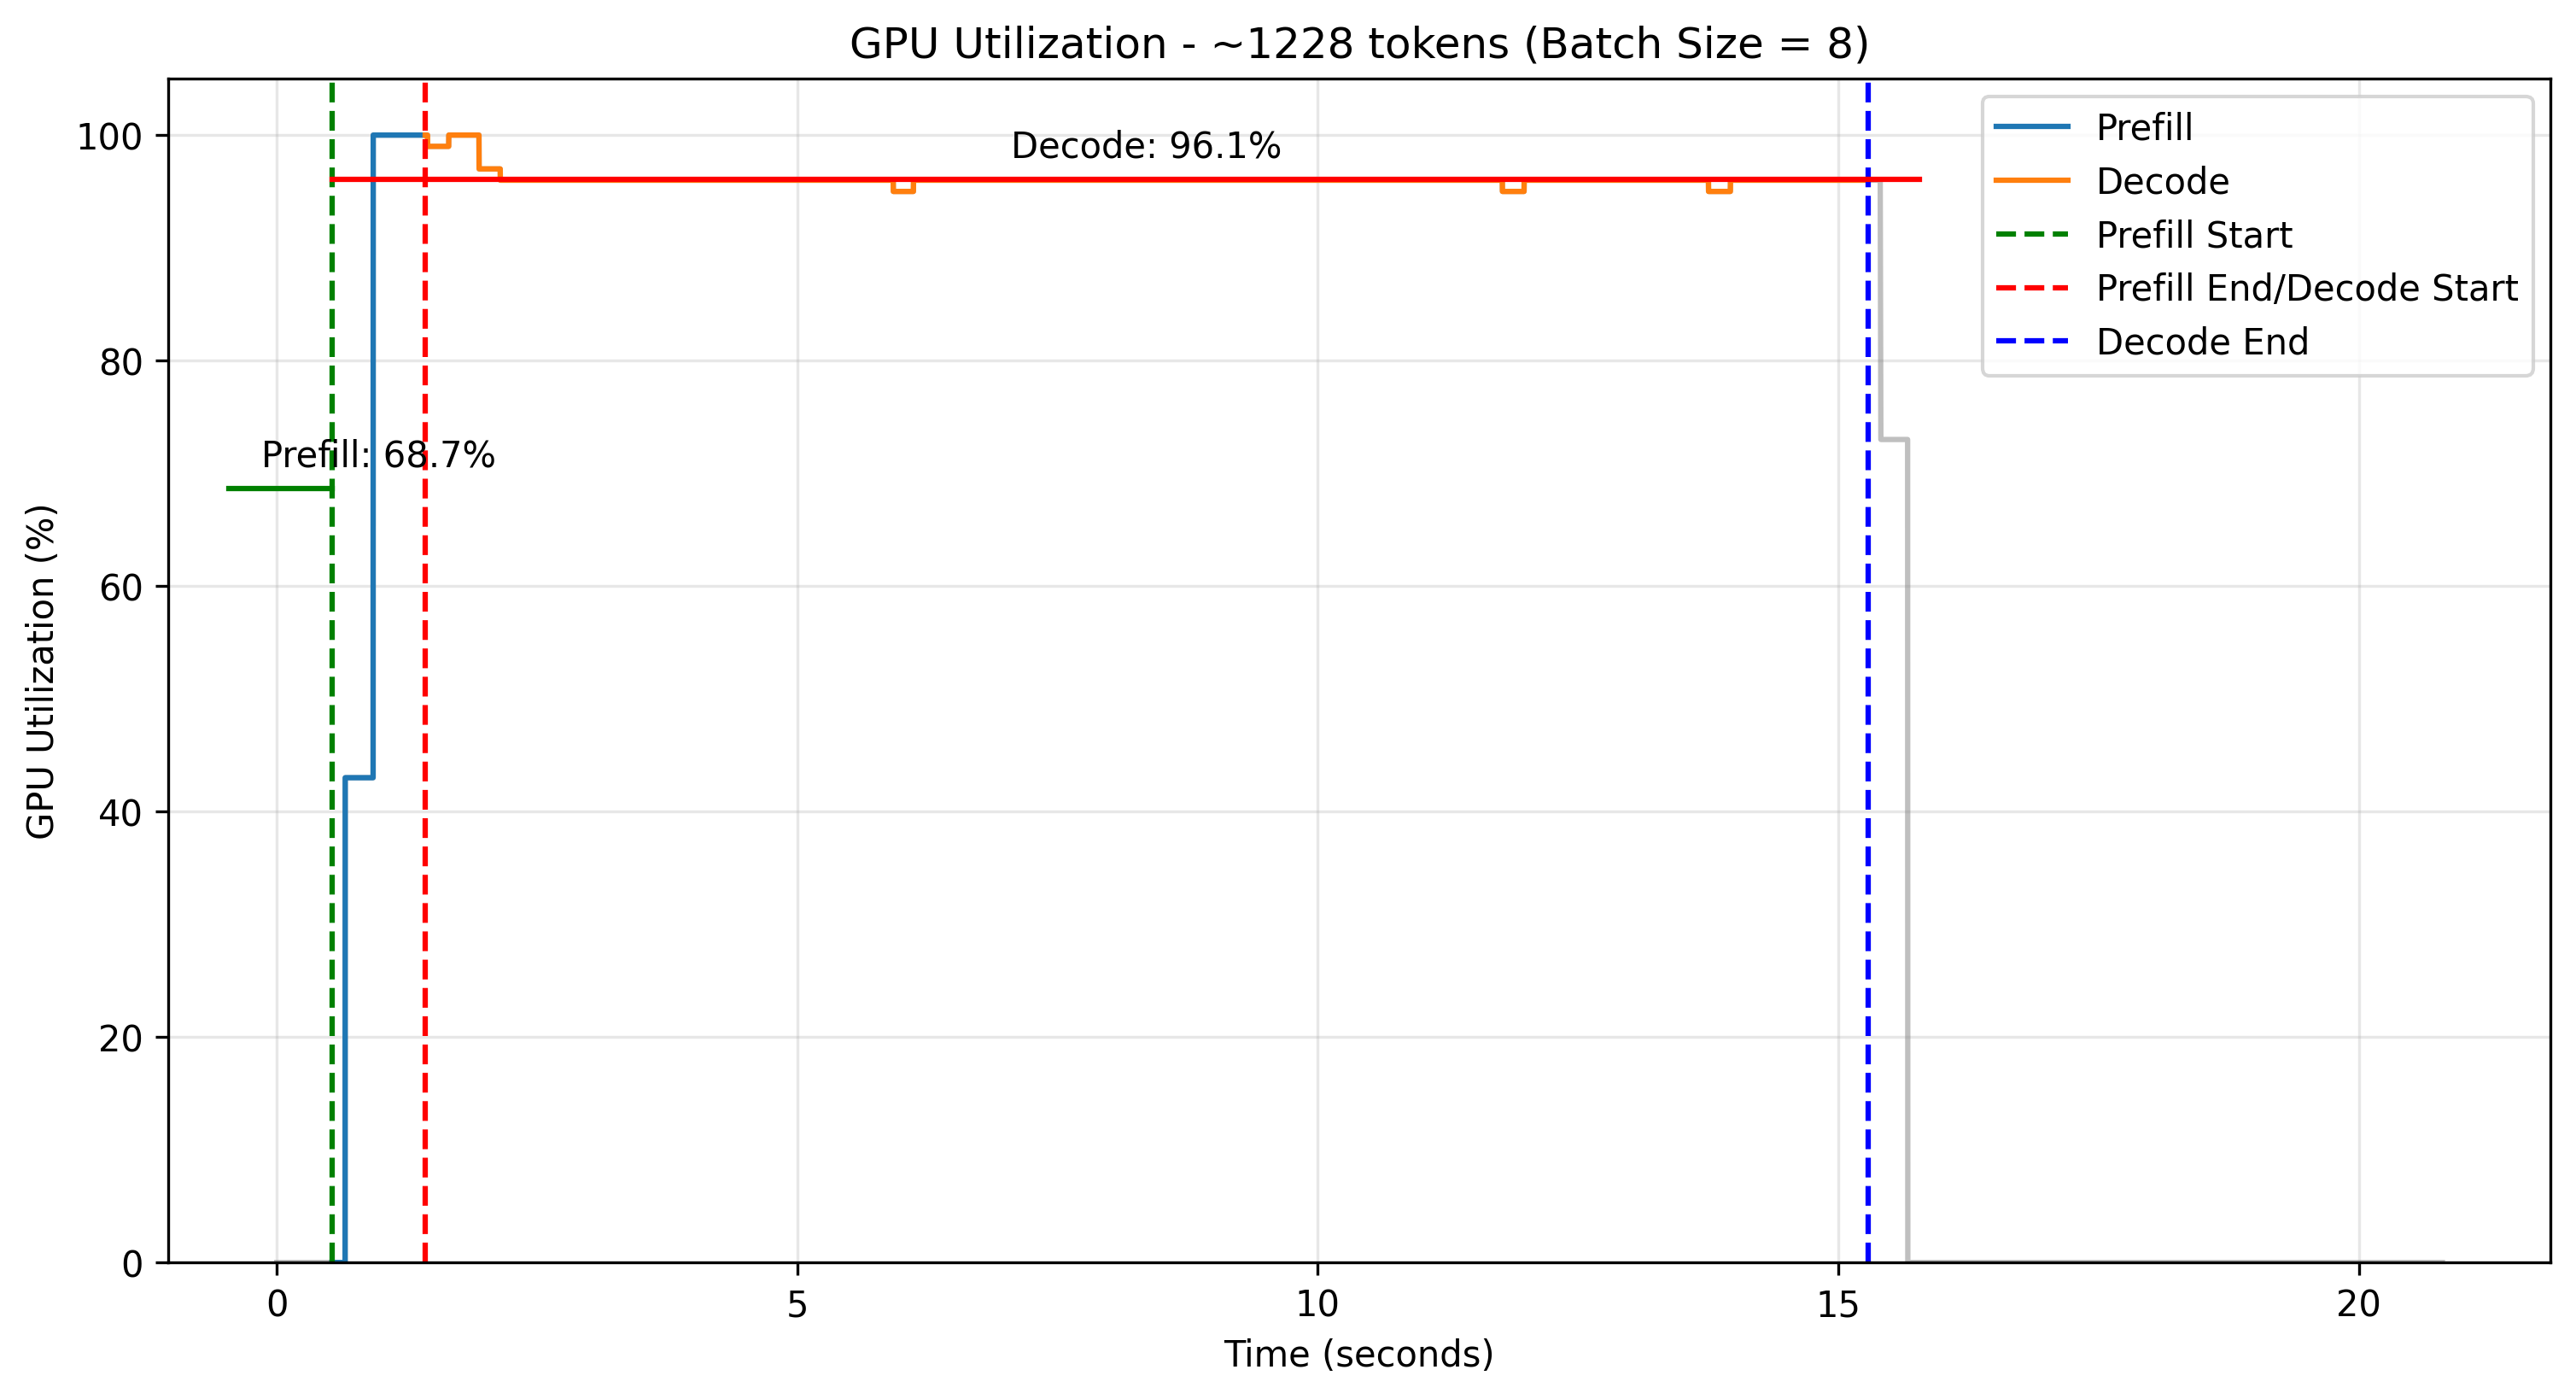 GPU Utilization - ~1228 tokens (Batch Size = 8)
GPU Utilization (%)
100
80
60
40
20
0
Decode: 96.1%
Prefill: 68.7%
Prefill
Decode
Prefill Start
Prefill End/Decode Start
Decode End
0 5 10 15 20
Time (seconds)